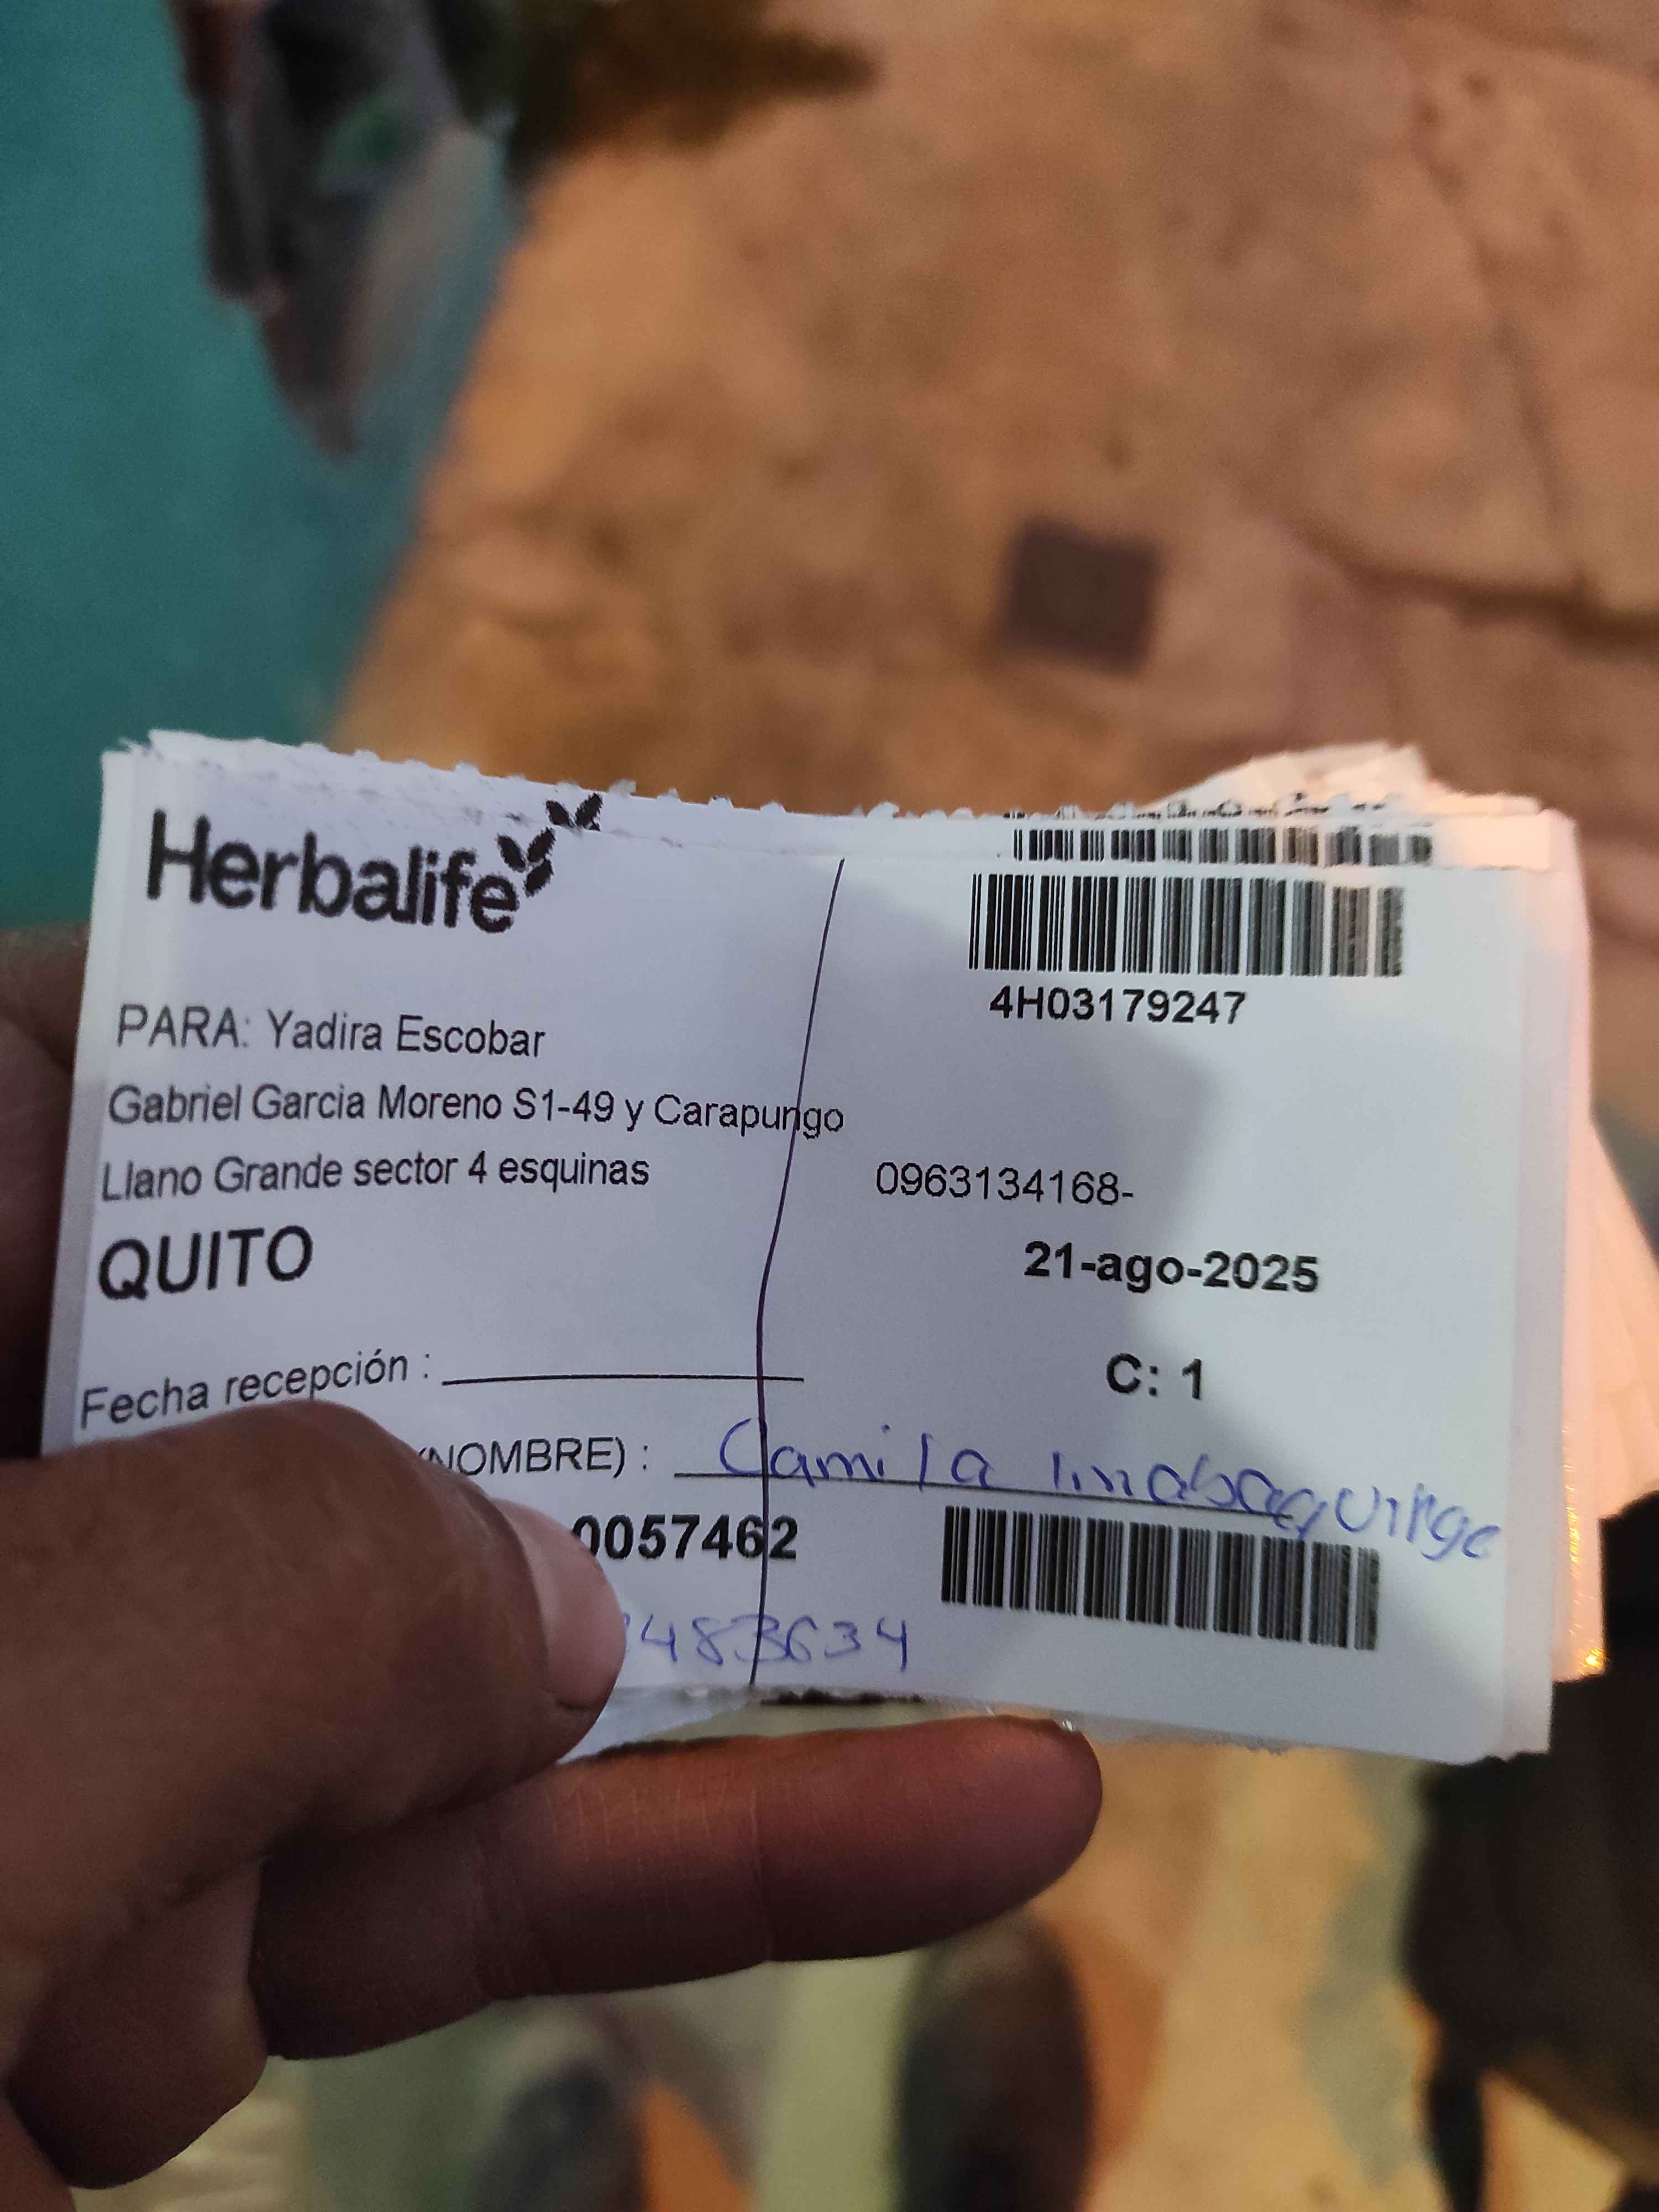 Herbalife
4H03179247
PARA: Yadira Escobar
Gabriel Garcia Moreno S1-49 y Carapungo
Llano Grande sector 4 esquinas
0963134168-
QUITO
21-ago-2025
Fecha recepción :
C: 1
(NOMBRE) : Camila
0057462
483634